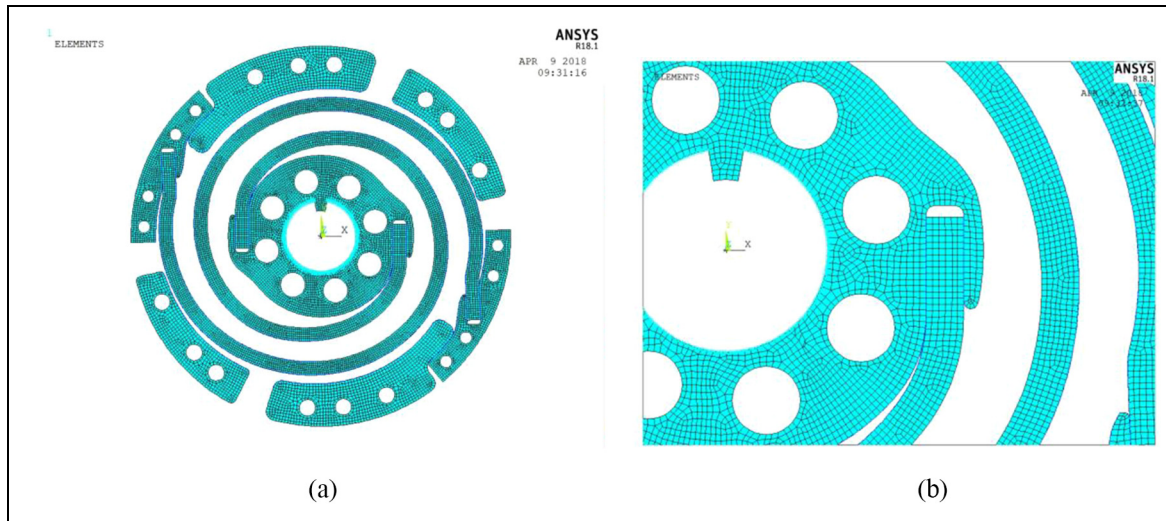 1
ELEMENTS
ANSYS
R18.1
APR 9 2018
09:31:16
X
(a)
ELEMENTS
ANSYS
R18.1
X
(b)